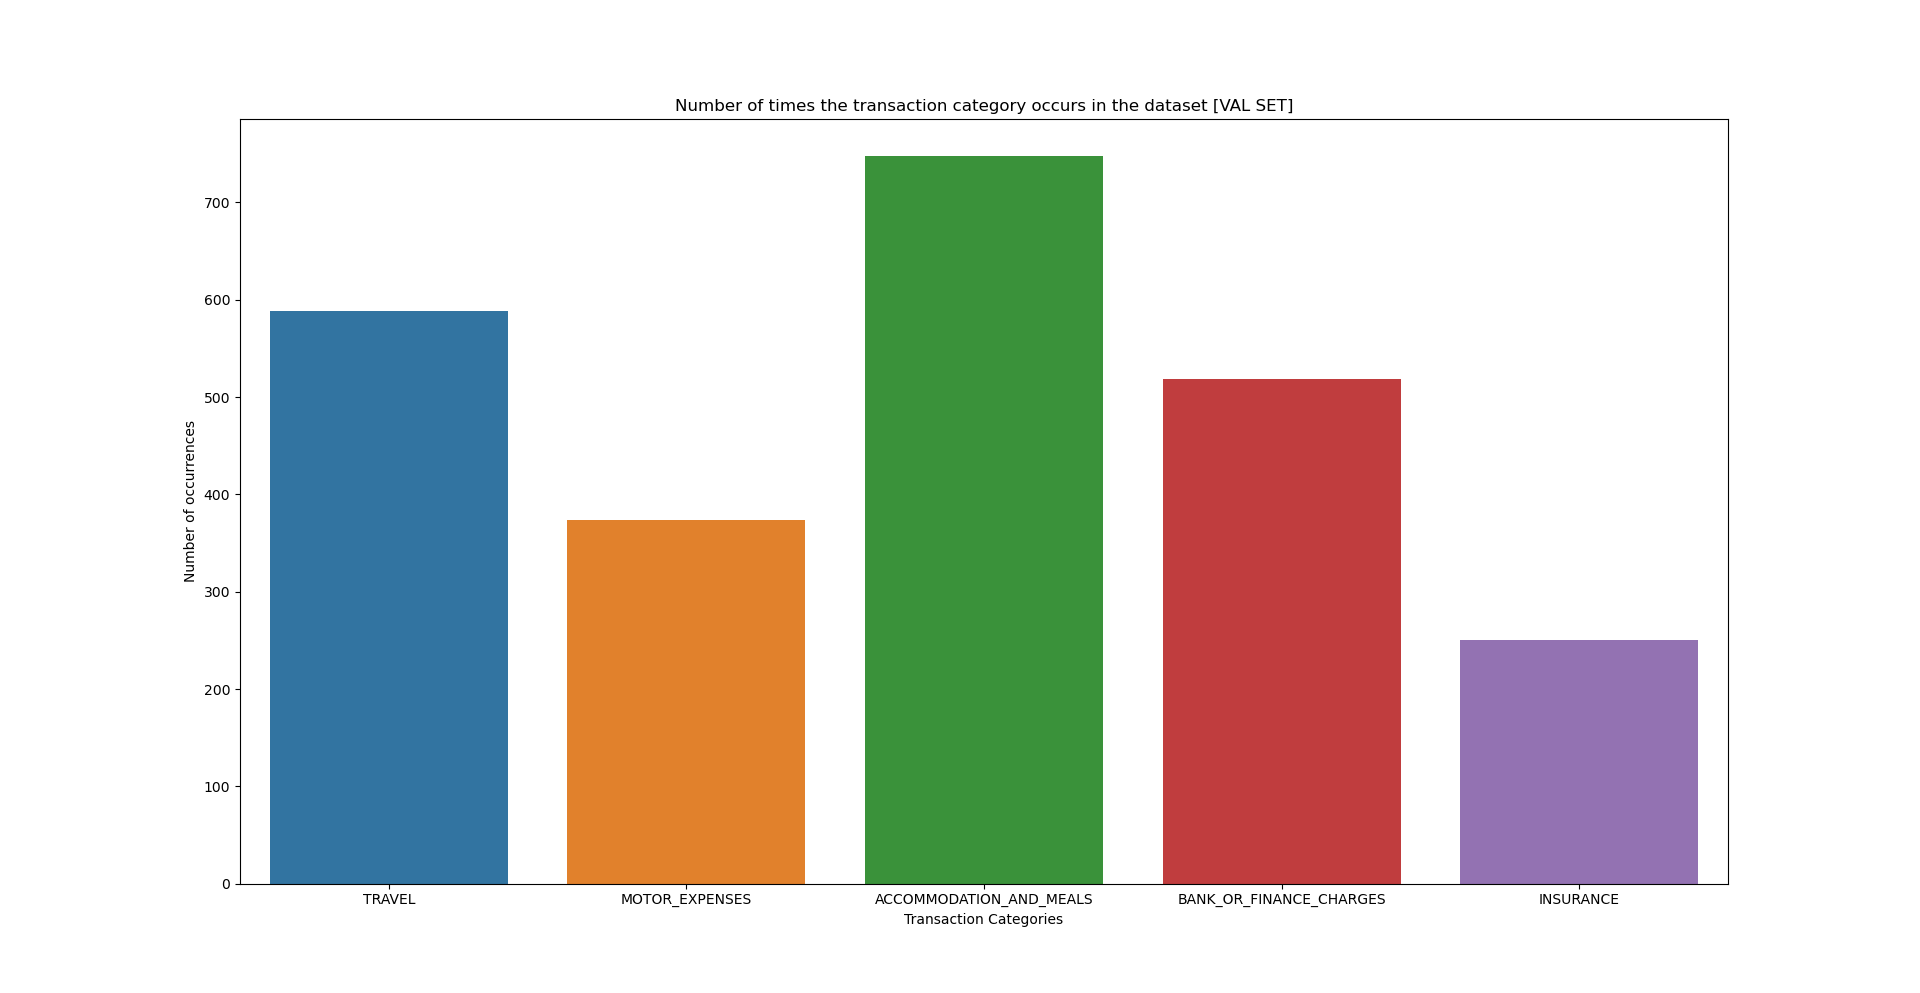 Number of times the transaction category occurs in the dataset [VAL SET]
Number of occurrences
700
600
500
400
300
200
100
0
TRAVEL
MOTOR_EXPENSES
ACCOMMODATION_AND_MEALS
BANK_OR_FINANCE_CHARGES
INSURANCE
Transaction Categories